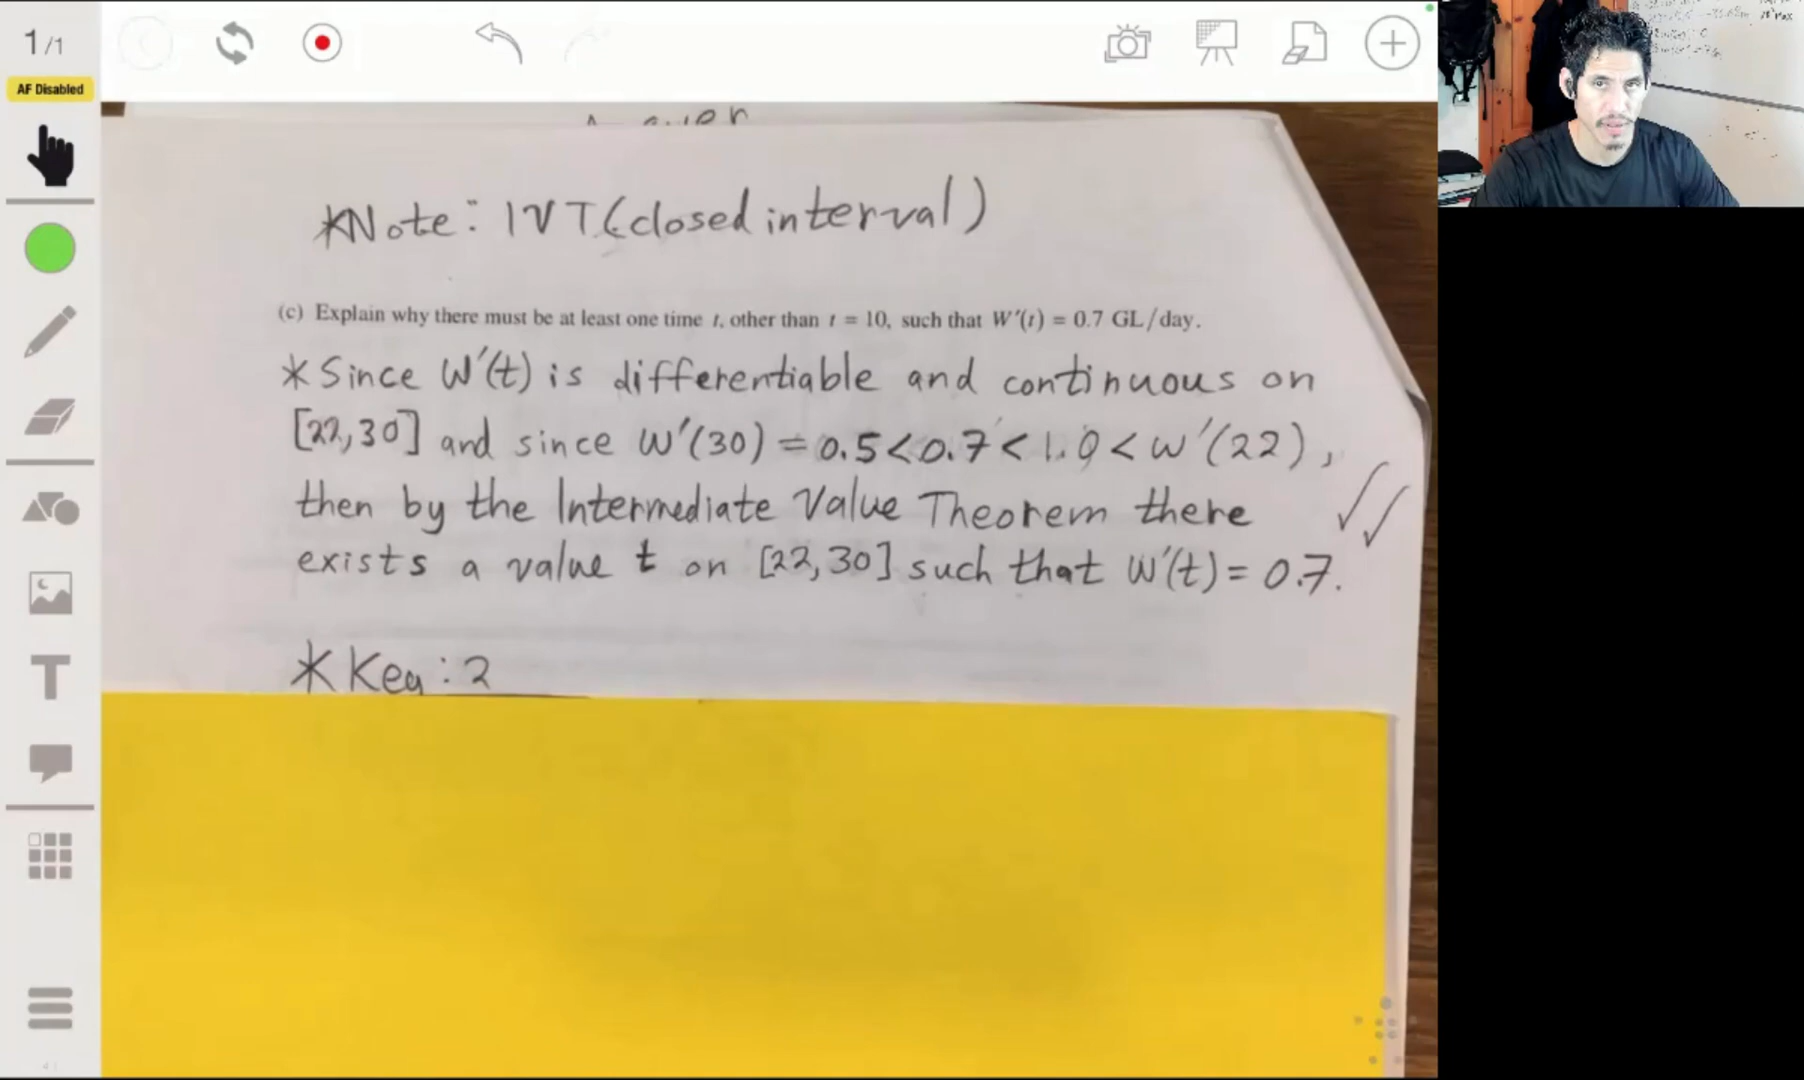 1/1
AF Disabled
*Note: IVT (closed interval)
(c) Explain why there must be at least one time t, other than t = 10, such that W′(t) = 0.7 GL/day.
*Since W′(t) is differentiable and continuous on
[22,30] and since W′(30) = 0.5<0.7<1.0<W′(22),
then by the Intermediate Value Theorem there
exists a value t on [22,30] such that W′(t) = 0.7.
*Key: 2
T